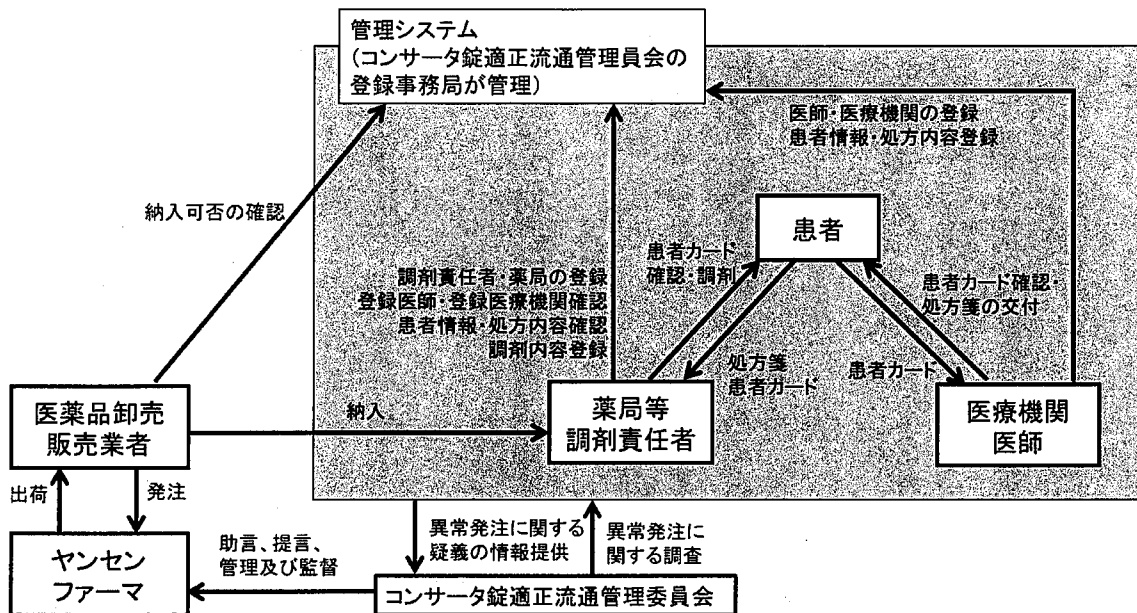 管理システム
(コンサータ錠適正流通管理員会の
登録事務局が管理)
医師・医療機関の登録
患者情報・処方内容登録
納入可否の確認
患者
患者カード
確認・調剤
調剤責任者・薬局の登録
登録医師・登録医療機関確認
患者情報・処方内容確認
調剤内容登録
患者カード確認・
処方箋の交付
処方箋
患者カード
患者カード
医薬品卸売
販売業者
納入
薬局等
調剤責任者
医療機関
医師
出荷
発注
異常発注に関する
疑義の情報提供
異常発注に
関する調査
ヤンセン
ファーマ
助言、提言、
管理及び監督
コンサータ錠適正流通管理委員会